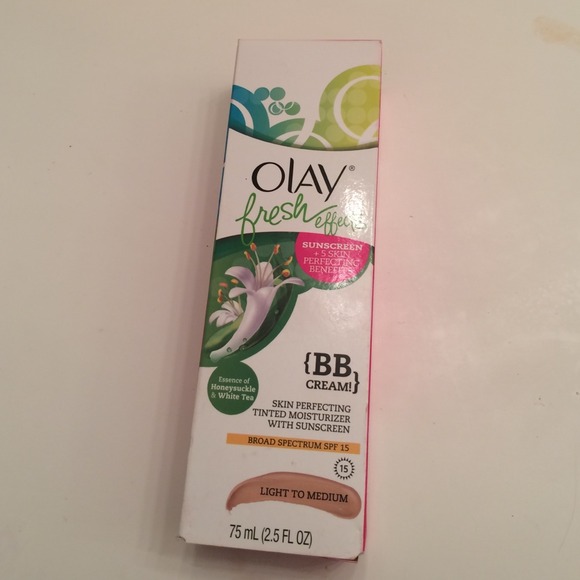 OLAY®
fresh effects
SUNSCREEN
+ 5 SKIN
PERFECTING
BENEFITS
{BB
CREAM!}
Essence of
Honeysuckle
& White Tea
SKIN PERFECTING
TINTED MOISTURIZER
WITH SUNSCREEN
BROAD SPECTRUM SPF 15
15
LIGHT TO MEDIUM
75 mL (2.5 FL OZ)